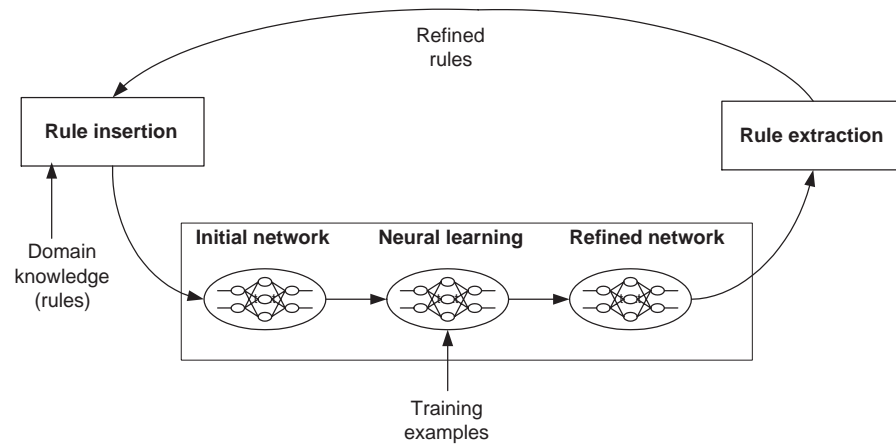 Refined
rules
Rule insertion
Rule extraction
Initial network
Neural learning
Refined network
Domain
knowledge
(rules)
Training
examples